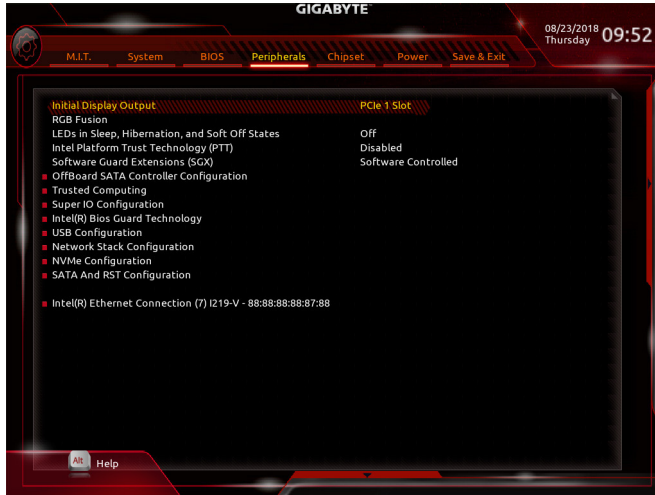 GIGABYTE™
08/23/2018
Thursday
09:52
M.I.T. System BIOS Peripherals Chipset Power Save & Exit
Initial Display Output PCIe 1 Slot
RGB Fusion
LEDs in Sleep, Hibernation, and Soft Off States Off
Intel Platform Trust Technology (PTT) Disabled
Software Guard Extensions (SGX) Software Controlled
OffBoard SATA Controller Configuration
Trusted Computing
Super IO Configuration
Intel(R) Bios Guard Technology
USB Configuration
Network Stack Configuration
NVMe Configuration
SATA And RST Configuration
Intel(R) Ethernet Connection (7) I219-V - 88:88:88:88:87:88
Alt Help